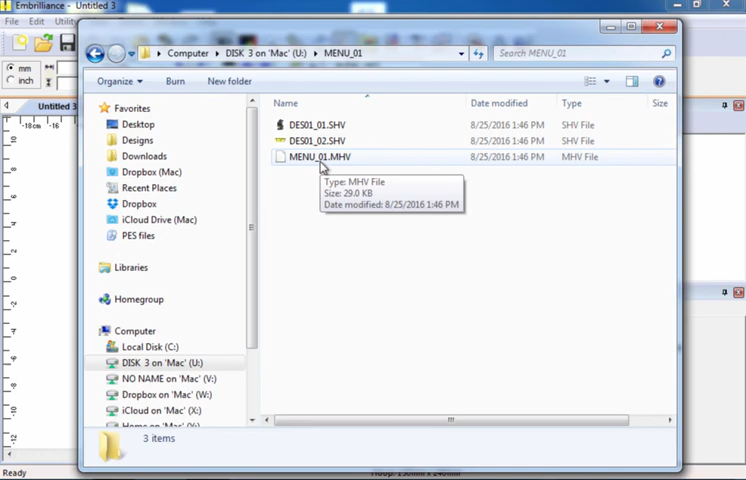 Embrilliance - Untitled 3
File Edit Utility
mm
inch
Computer DISK 3 on 'Mac' (U:) MENU_01
Search MENU_01
Organize Burn New folder
Untitled 3
-18cm -16
Name Date modified Type Size
Favorites
Desktop
Designs
Downloads
Dropbox (Mac)
Recent Places
Dropbox
iCloud Drive (Mac)
PES files
Libraries
Homegroup
Computer
Local Disk (C:)
DISK 3 on 'Mac' (U:)
NO NAME on 'Mac' (V:)
Dropbox on 'Mac' (W:)
iCloud on 'Mac' (X:)
DES01_01.SHV 8/25/2016 1:46 PM SHV File
DES01_02.SHV 8/25/2016 1:46 PM SHV File
MENU_01.MHV 8/25/2016 1:46 PM MHV File
Type: MHV File
Size: 29.0 KB
Date modified: 8/25/2016 1:46 PM
3 items
Ready